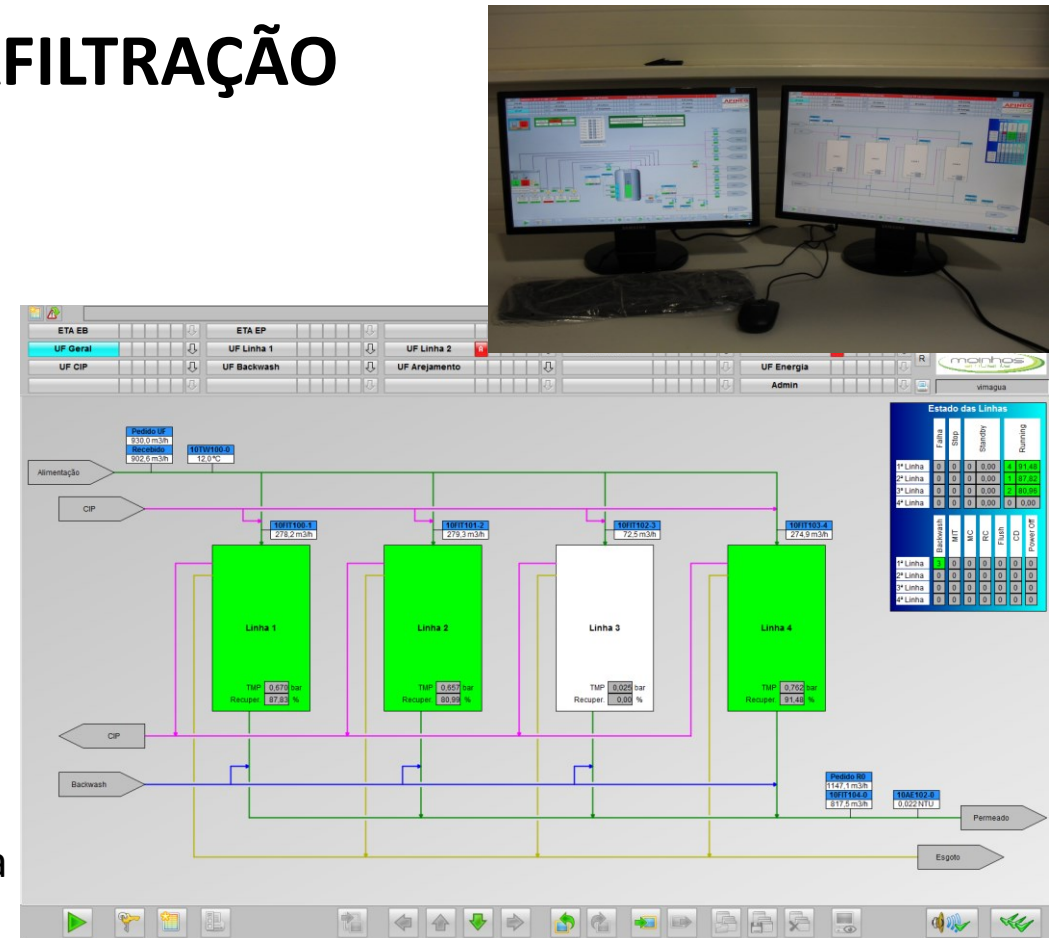 FILTRAÇÃO
ETA EB
ETA EP
UF Geral
UF Linha 1
UF Linha 2
R
moinhos
ambiente
UF CIP
UF Backwash
UF Arejamento
UF Energia
Admin
vimagua
Estado das Linhas
Falha
Stop
Standby
Running
1ª Linha 0 0 0 0,00 4 91,48
2ª Linha 0 0 0 0,00 1 87,82
3ª Linha 0 0 0 0,00 2 80,99
4ª Linha 0 0 0 0,00 0 0,00
Backwash
MIT
MC
RC
Flush
CD
Power Off
1ª Linha 3 0 0 0 0 0 0
2ª Linha 0 0 0 0 0 0 0
3ª Linha 0 0 0 0 0 0 0
4ª Linha 0 0 0 0 0 0 0
Pedido UF
930,0 m3/h
Recebido
902,6 m3/h
10TW100-0
12,0 ºC
Alimentação
CIP
10FIT100-1
278,2 m3/h
10FIT101-2
279,3 m3/h
10FIT102-3
72,5 m3/h
10FIT103-4
274,9 m3/h
Linha 1
Linha 2
Linha 3
Linha 4
TMP 0,670 bar
Recuper. 87,83 %
TMP 0,657 bar
Recuper. 80,99 %
TMP 0,025 bar
Recuper. 0,00 %
TMP 0,762 bar
Recuper. 91,48 %
CIP
Backwash
Pedido R0
1147,1 m3/h
10FIT104-0
817,5 m3/h
10AE102-0
0,022 NTU
Permeado
Esgoto
a